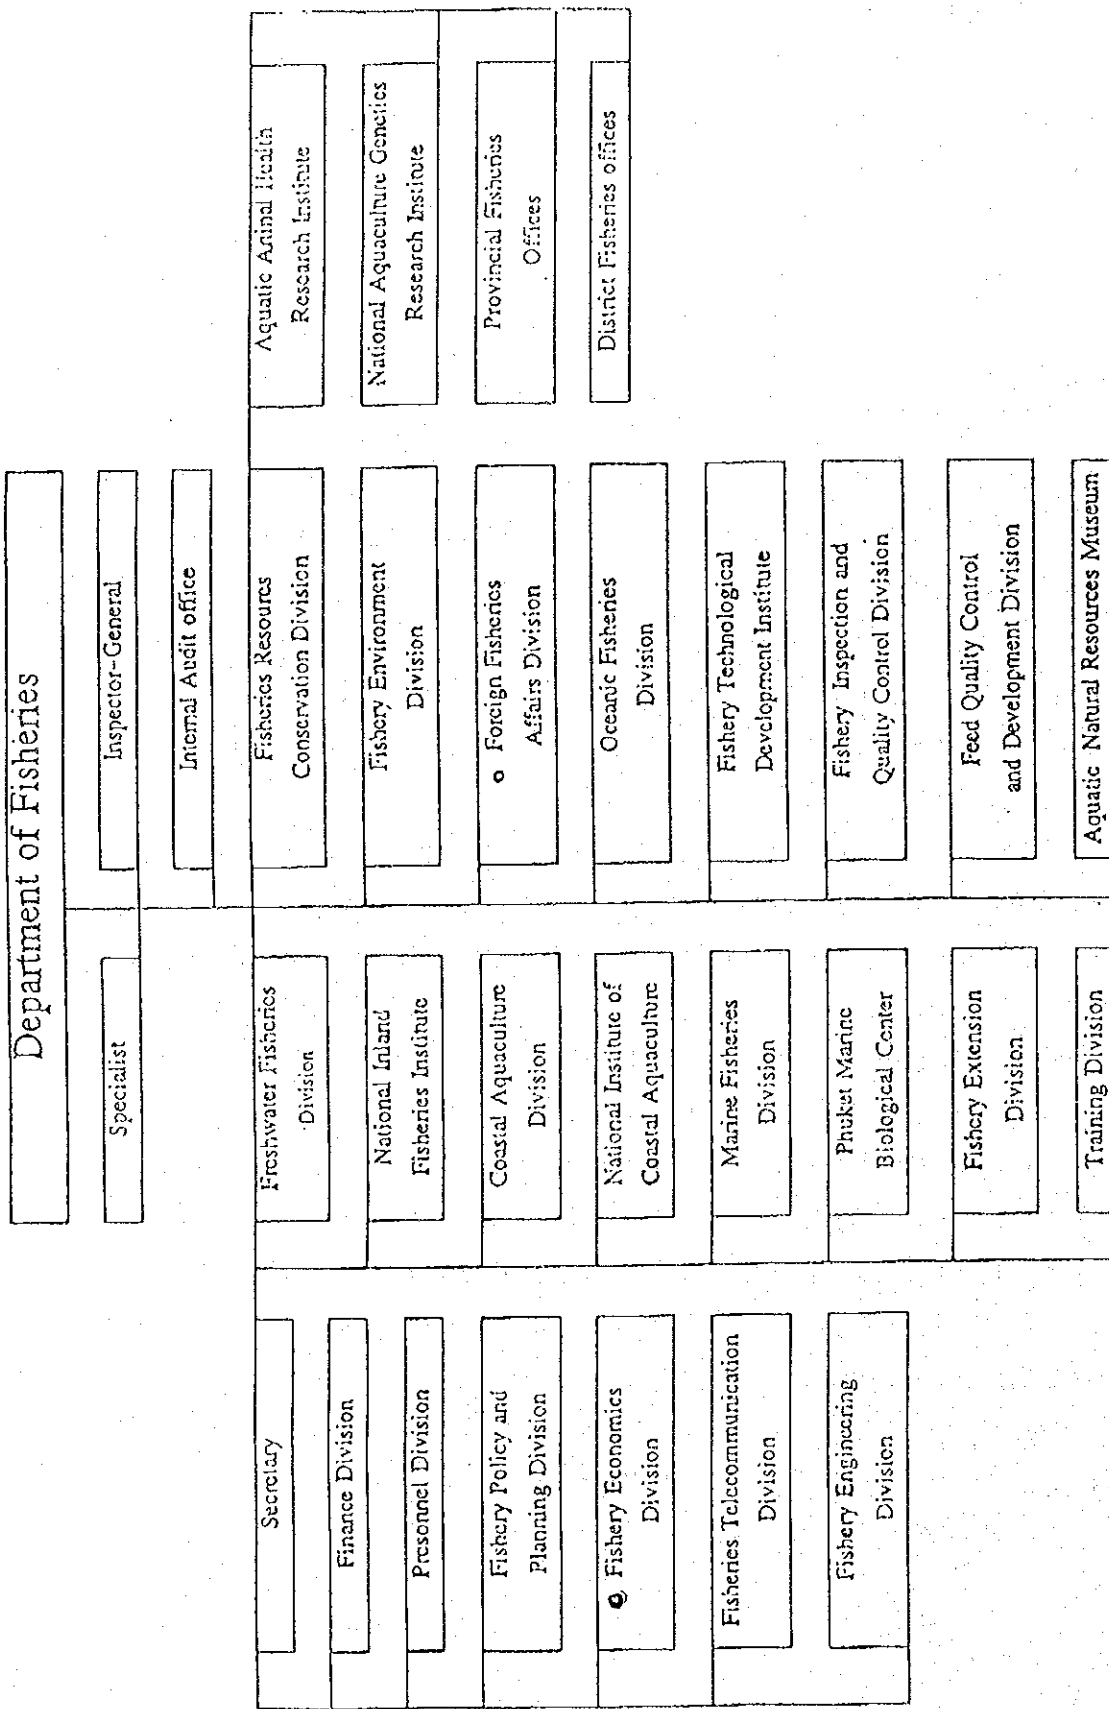 Department of Fisheries
Specialist
Inspector-General
Internal Audit office
Secretary
Finance Division
Presonnel Division
Fishery Policy and
Planning Division
Fishery Economics
Division
Fisheries Telecommunication
Division
Fishery Engineering
Division
Freshwater Fisheries
Division
National Inland
Fisheries Institute
Coastal Aquaculture
Division
National Institure of
Coastal Aquaculture
Marine Fisheries
Division
Phuket Marine
Biological Center
Fishery Extension
Division
Training Division
Fisheries Resources
Conservation Division
Fishery Environment
Division
Foreign Fisheries
Affairs Division
Oceanic Fisheries
Division
Fishery Technological
Development Institute
Fishery Inspection and
Quality Control Division
Feed Quality Control
and Development Division
Aquatic Natural Resources Museum
Aquatic Animal Health
Research Institute
National Aquaculture Genetics
Research Institute
Provincial Fisheries
Offices
District Fisheries offices